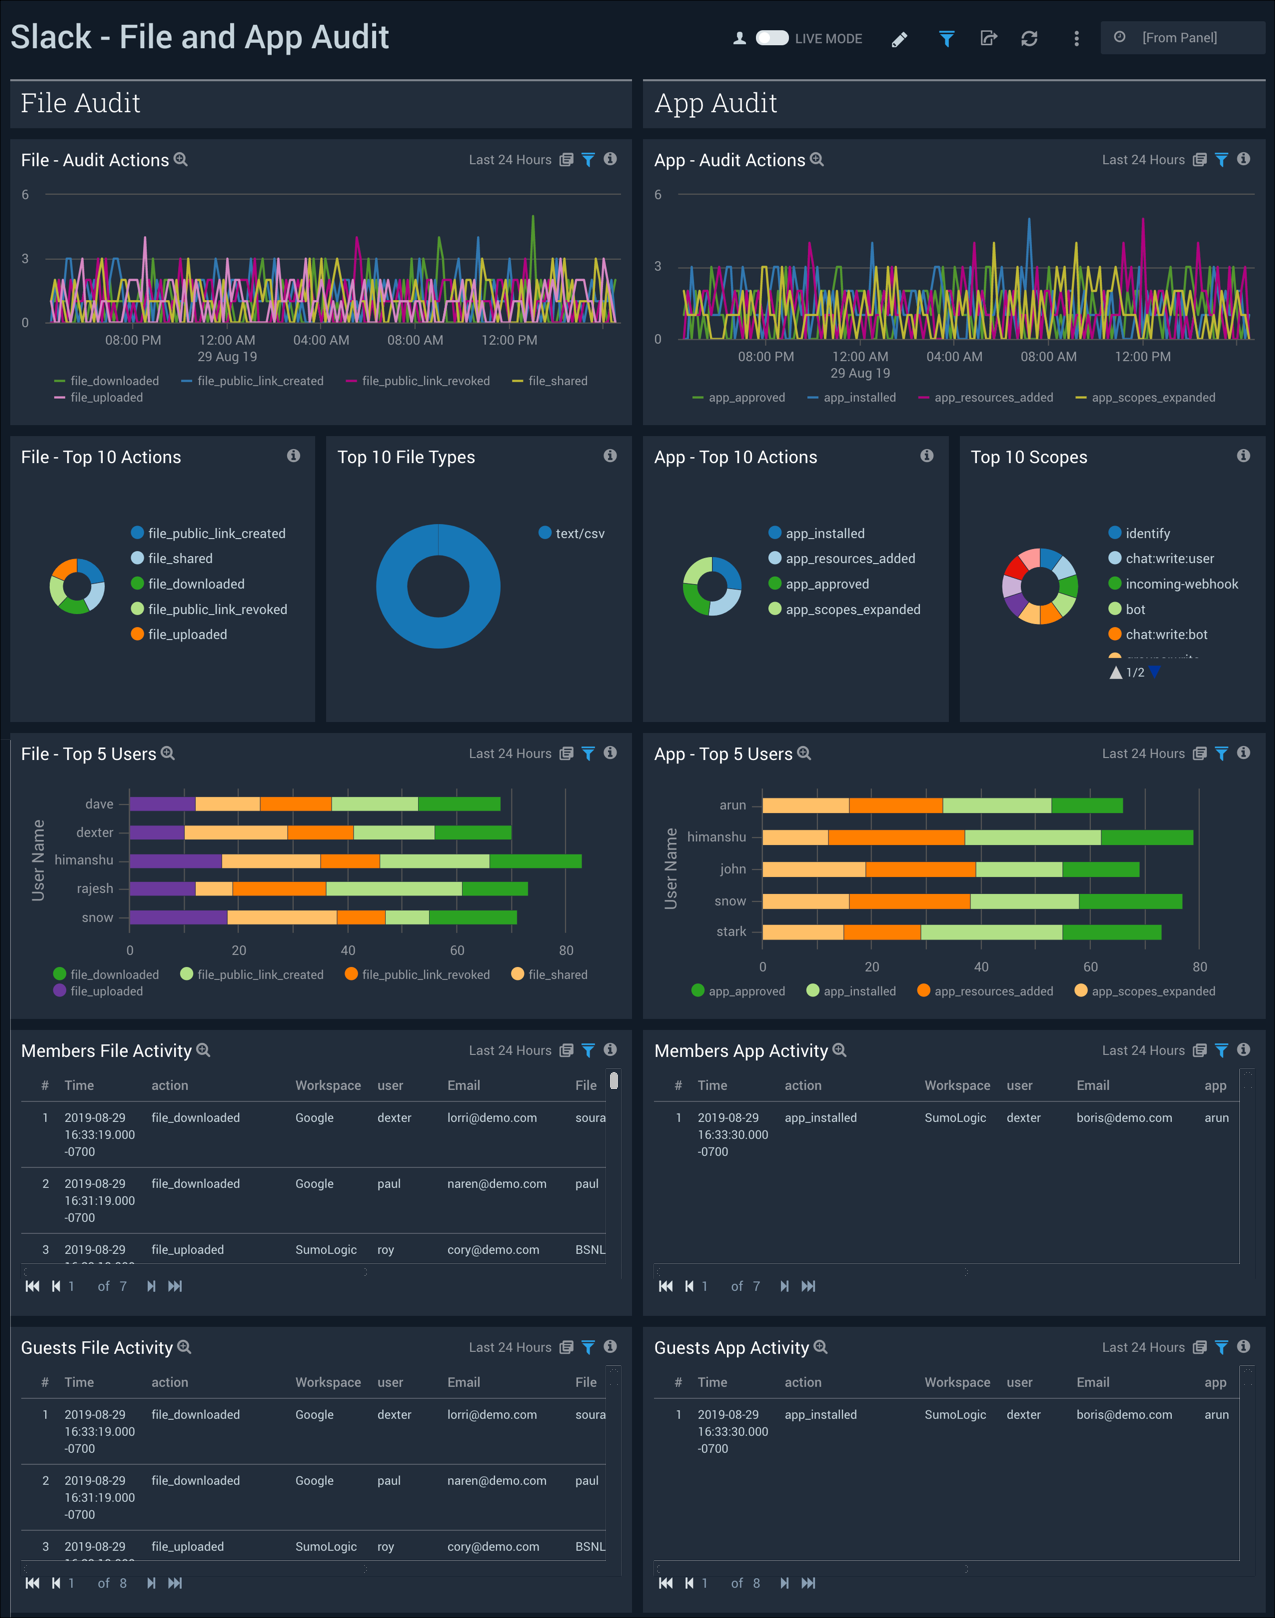 Slack - File and App Audit
LIVE MODE
[From Panel]
File Audit
App Audit
File - Audit Actions
Last 24 Hours
6
3
0
08:00 PM 12:00 AM 04:00 AM 08:00 AM 12:00 PM
29 Aug 19
file_downloaded file_public_link_created file_public_link_revoked file_shared
file_uploaded
App - Audit Actions
Last 24 Hours
6
3
0
08:00 PM 12:00 AM 04:00 AM 08:00 AM 12:00 PM
29 Aug 19
app_approved app_installed app_resources_added app_scopes_expanded
File - Top 10 Actions
file_public_link_created
file_shared
file_downloaded
file_public_link_revoked
file_uploaded
Top 10 File Types
text/csv
App - Top 10 Actions
app_installed
app_resources_added
app_approved
app_scopes_expanded
Top 10 Scopes
identify
chat:write:user
incoming-webhook
bot
chat:write:bot
1/2
File - Top 5 Users
Last 24 Hours
User Name
dave
dexter
himanshu
rajesh
snow
0 20 40 60 80
file_downloaded file_public_link_created file_public_link_revoked file_shared
file_uploaded
App - Top 5 Users
Last 24 Hours
User Name
arun
himanshu
john
snow
stark
0 20 40 60 80
app_approved app_installed app_resources_added app_scopes_expanded
Members File Activity
Last 24 Hours
# Time action Workspace user Email File
1 2019-08-29 file_downloaded Google dexter lorri@demo.com soura
16:33:19.000
-0700
2 2019-08-29 file_downloaded Google paul naren@demo.com paul
16:31:19.000
-0700
3 2019-08-29 file_uploaded SumoLogic roy cory@demo.com BSNL
1 of 7
Members App Activity
Last 24 Hours
# Time action Workspace user Email app
1 2019-08-29 app_installed SumoLogic dexter boris@demo.com arun
16:33:30.000
-0700
1 of 7
Guests File Activity
Last 24 Hours
# Time action Workspace user Email File
1 2019-08-29 file_downloaded Google dexter lorri@demo.com soura
16:33:19.000
-0700
2 2019-08-29 file_downloaded Google paul naren@demo.com paul
16:31:19.000
-0700
3 2019-08-29 file_uploaded SumoLogic roy cory@demo.com BSNL
1 of 8
Guests App Activity
Last 24 Hours
# Time action Workspace user Email app
1 2019-08-29 app_installed SumoLogic dexter boris@demo.com arun
16:33:30.000
-0700
1 of 8